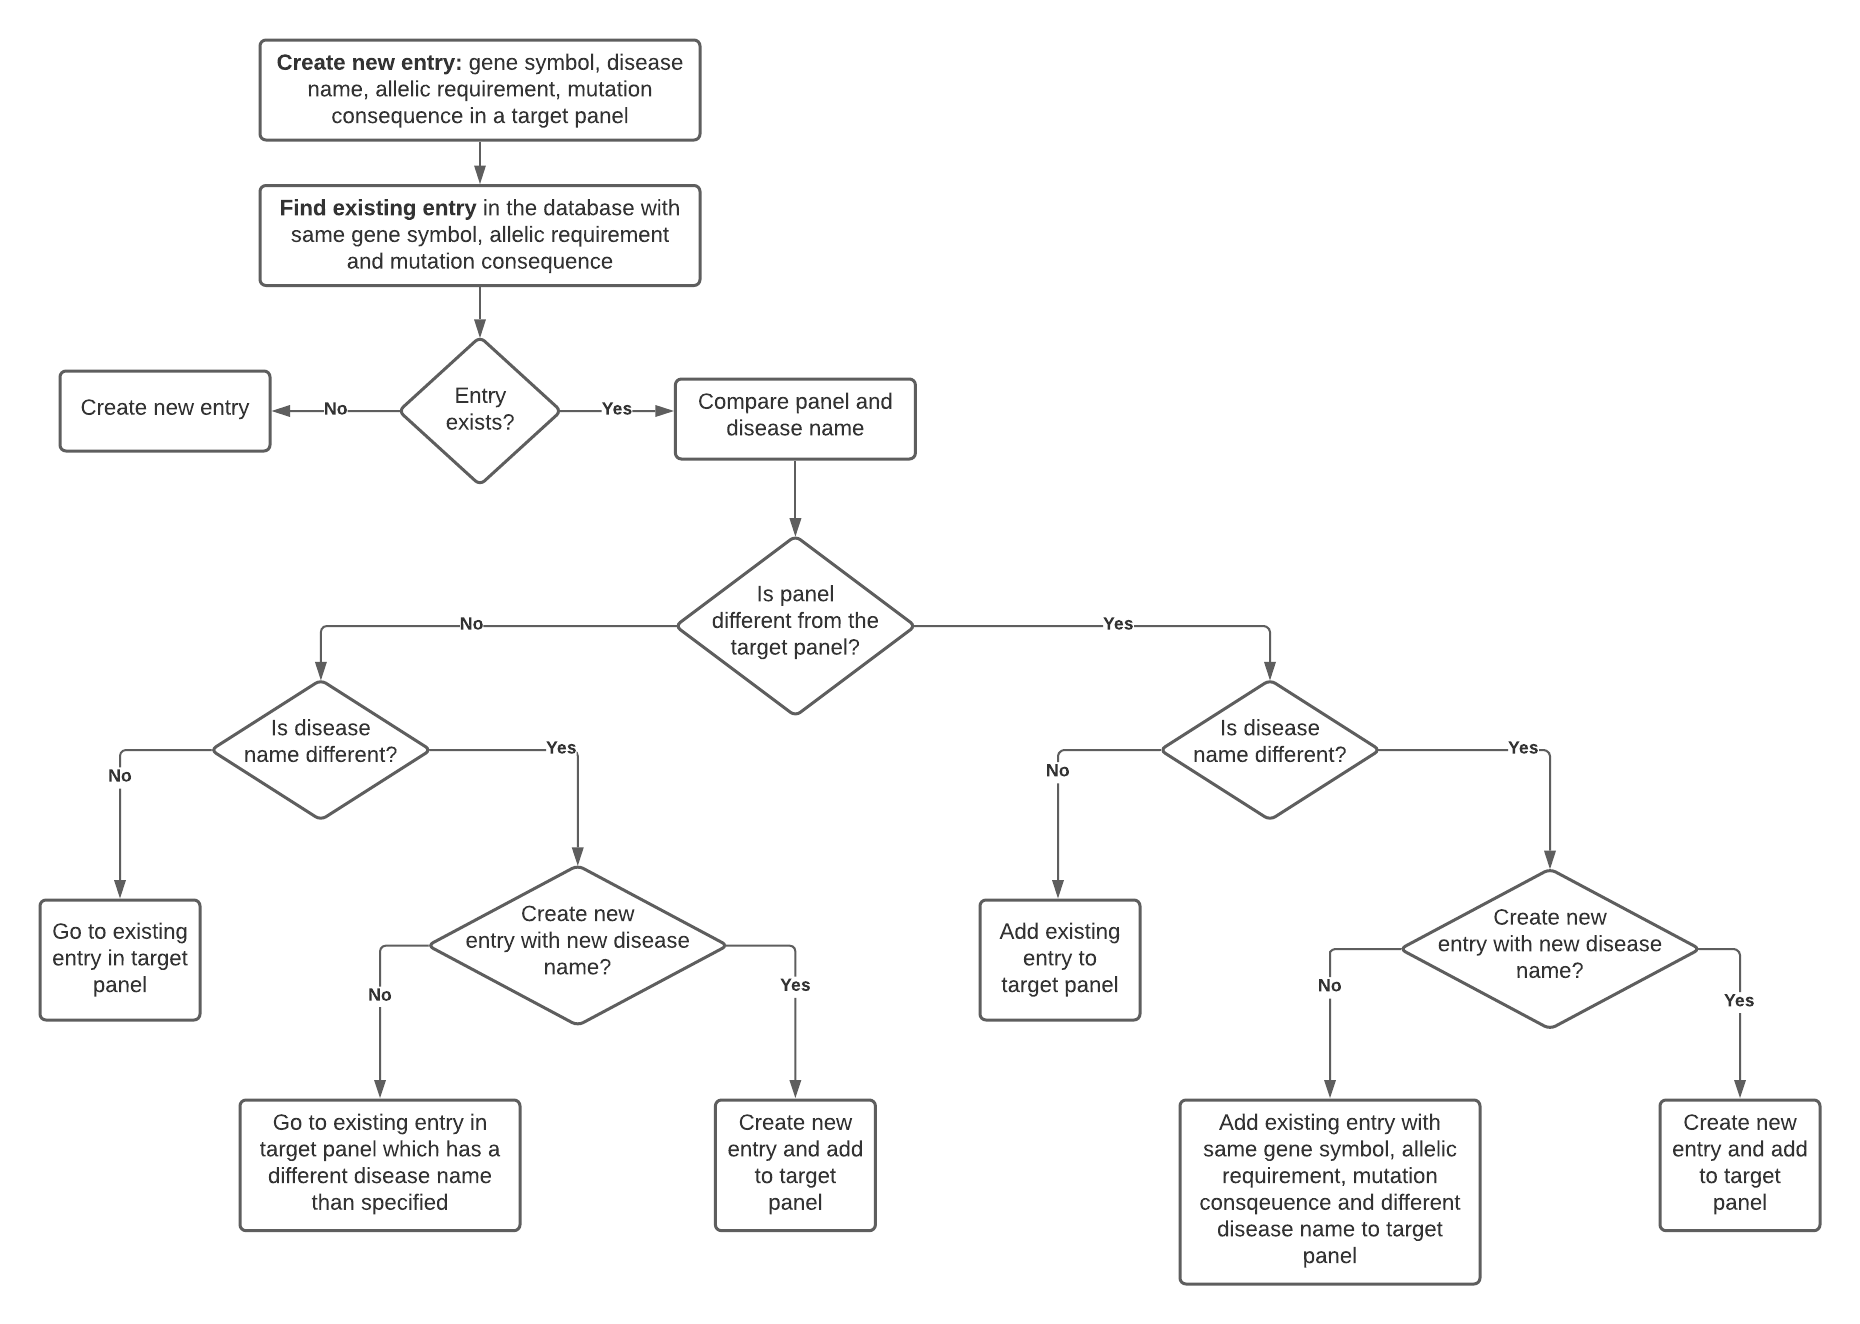 Create new entry: gene symbol, disease
name, allelic requirement, mutation
consequence in a target panel
Find existing entry in the database with
same gene symbol, allelic requirement
and mutation consequence
Entry
exists?
No
Yes
Create new entry
Compare panel and
disease name
Is panel
different from the
target panel?
No
Yes
Is disease
name different?
No
Yes
Is disease
name different?
No
Yes
Go to existing
entry in target
panel
Create new
entry with new disease
name?
No
Yes
Add existing
entry to
target panel
Create new
entry with new disease
name?
No
Yes
Go to existing entry in
target panel which has a
different disease name
than specified
Create new
entry and add
to target
panel
Add existing entry with
same gene symbol, allelic
requirement, mutation
consqeuence and different
disease name to target
panel
Create new
entry and add
to target
panel